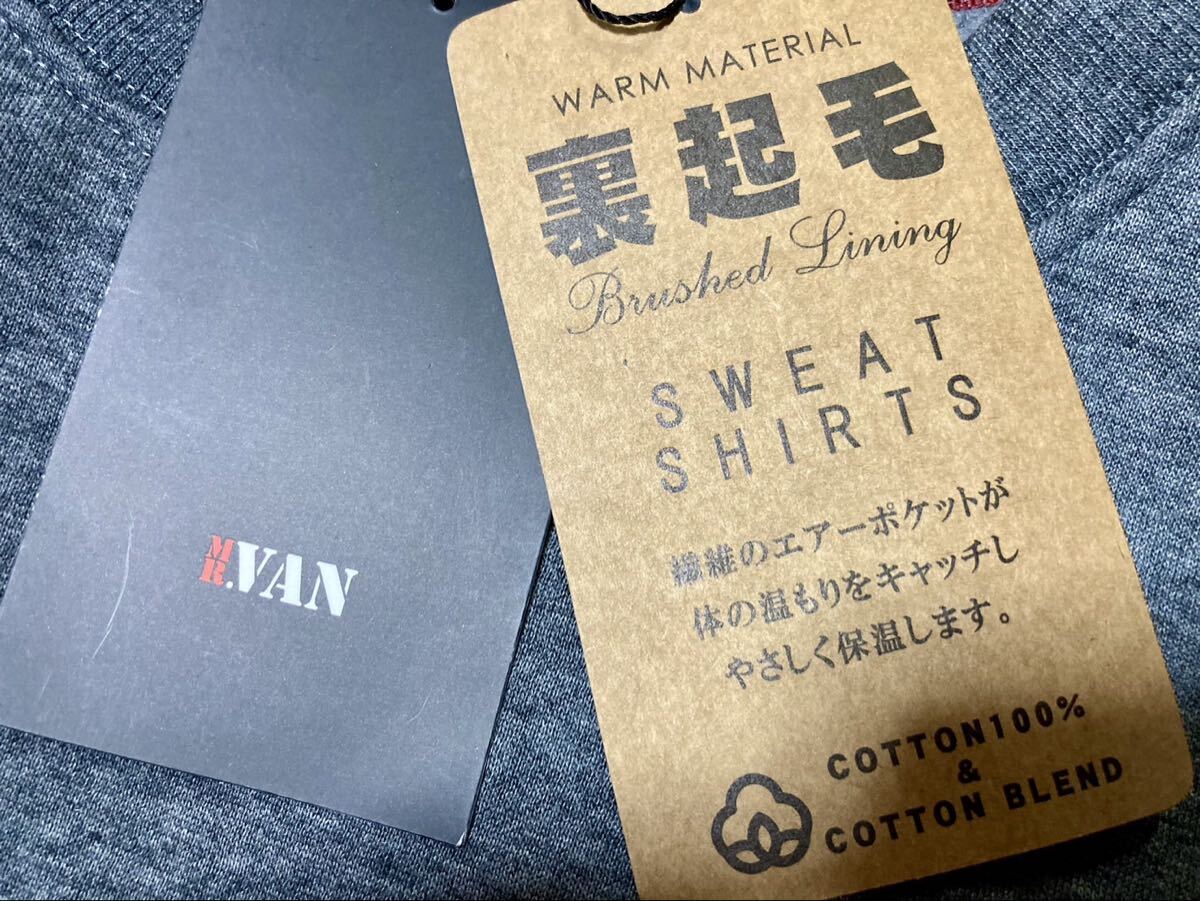 MR.VAN
WARM MATERIAL
裏起毛
Brushed Lining
SWEAT
SHIRTS
繊維のエアーポケットが
体の温もりをキャッチし
やさしく保温します。
COTTON100%
&
COTTON BLEND